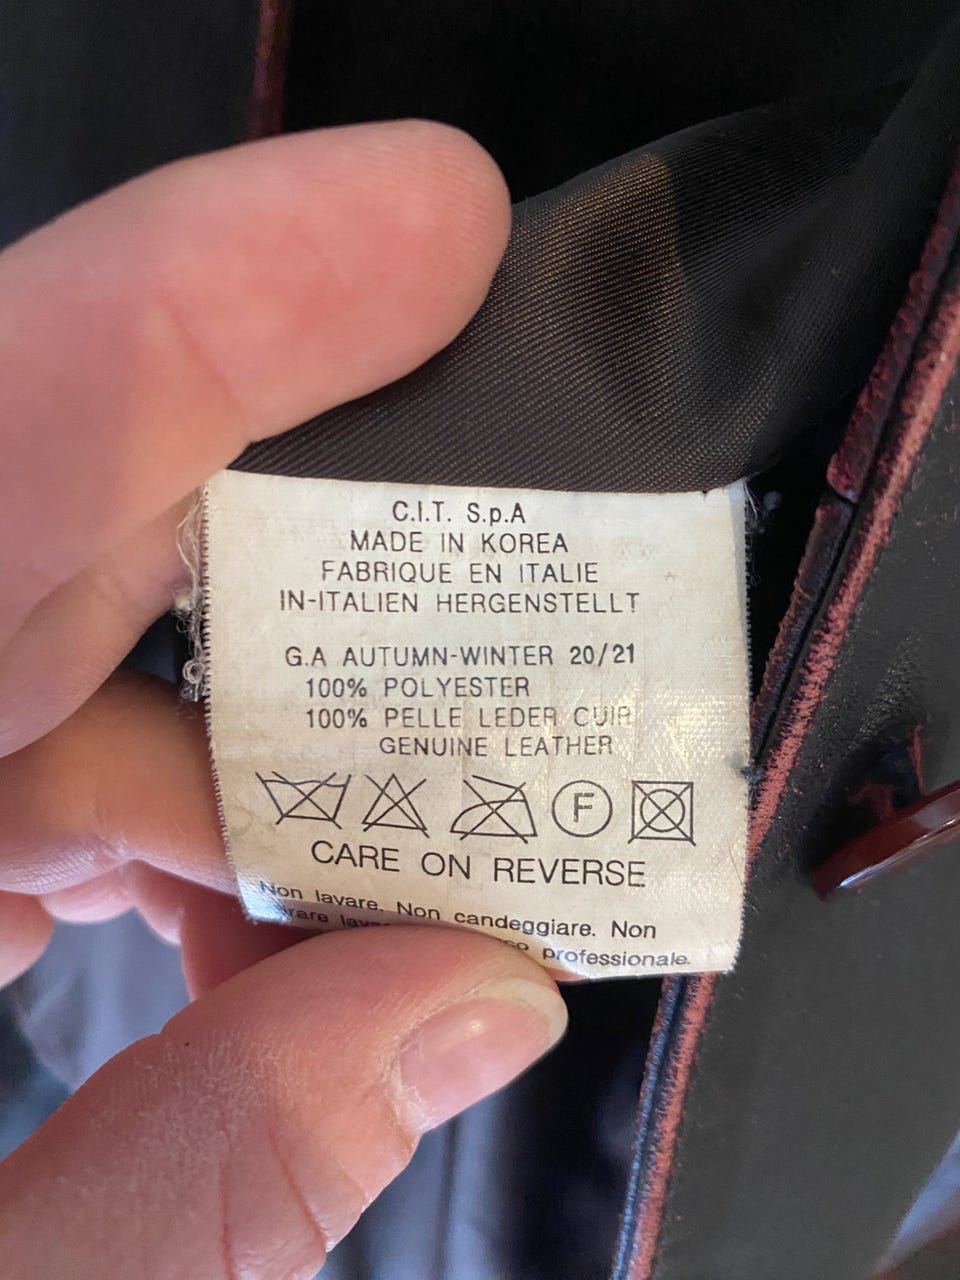 C.I.T. S.p.A
MADE IN KOREA
FABRIQUE EN ITALIE
IN-ITALIEN HERGENSTELLT
G.A AUTUMN-WINTER 20/21
100% POLYESTER
100% PELLE LEDER CUIR
GENUINE LEATHER
F
CARE ON REVERSE
Non lavare. Non candeggiare. Non
professionale.